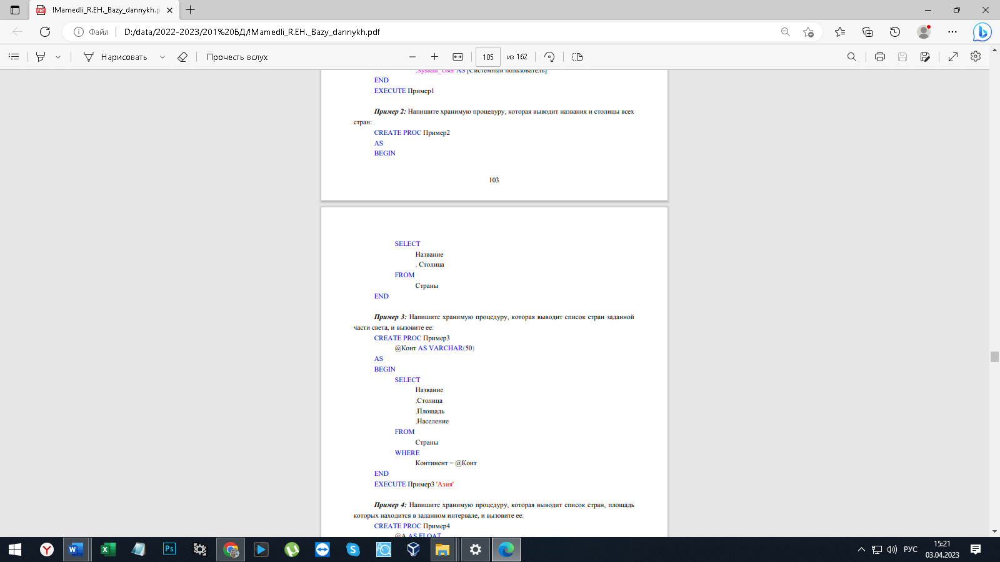 !Mamedli_R.EH._Bazy_dannykh.p
Файл
D:/data/2022-2023/201%20БД/!Mamedli_R.EH._Bazy_dannykh.pdf
Нарисовать
Прочесть вслух
105
из 162
,System_User AS [Системный пользователь]
END
EXECUTE Пример1
Пример 2: Напишите хранимую процедуру, которая выводит названия и столицы всех
стран:
CREATE PROC Пример2
AS
BEGIN
103
SELECT
Название
, Столица
FROM
Страны
END
Пример 3: Напишите хранимую процедуру, которая выводит список стран заданной
части света, и вызовите ее:
CREATE PROC Пример3
@Конт AS VARCHAR(50)
AS
BEGIN
SELECT
Название
,Столица
,Площадь
,Население
FROM
Страны
WHERE
Континент = @Конт
END
EXECUTE Пример3 'Азия'
Пример 4: Напишите хранимую процедуру, которая выводит список стран, площадь
которых находится в заданном интервале, и вызовите ее:
CREATE PROC Пример4
@A AS FLOAT
РУС
15:21
03.04.2023